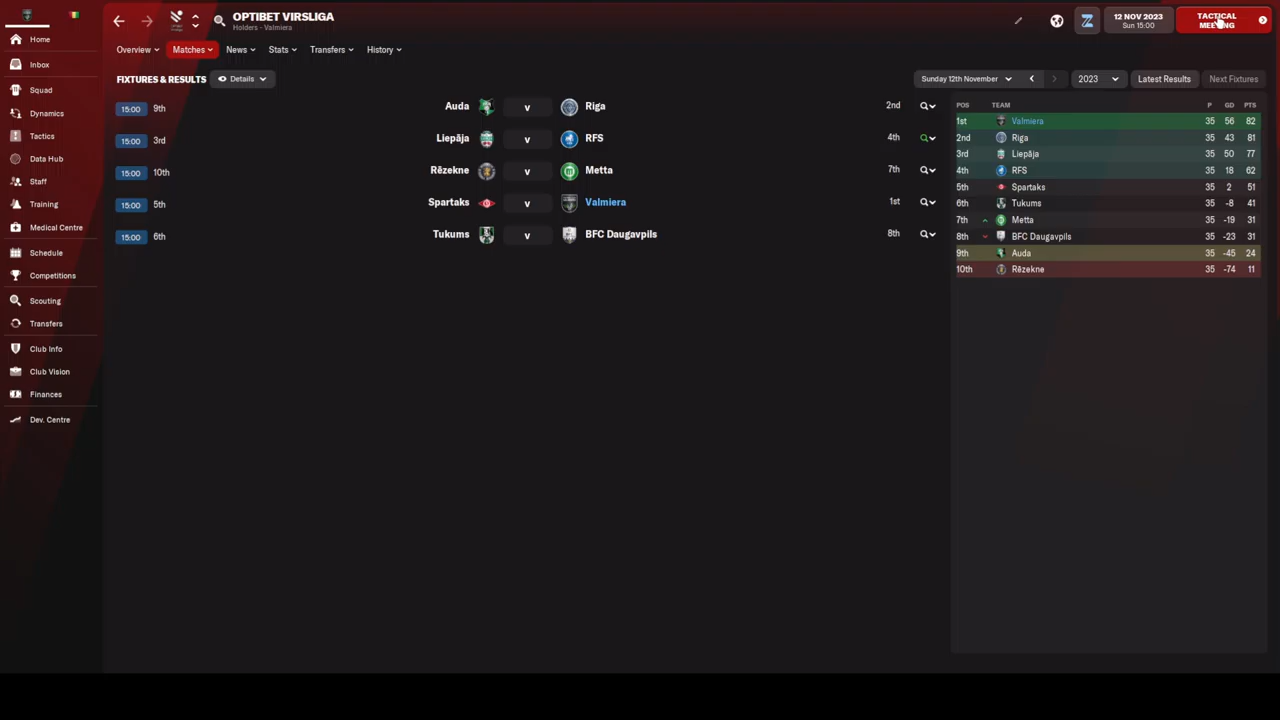 OPTIBET VIRSLIGA
Holders - Valmiera
12 NOV 2023
Sun 15:00
TACTICAL
MEETING
Home
Inbox
Squad
Dynamics
Tactics
Data Hub
Staff
Training
Medical Centre
Schedule
Competitions
Scouting
Transfers
Club Info
Club Vision
Finances
Dev. Centre
Overview Matches News Stats Transfers History
FIXTURES & RESULTS Details Sunday 12th November 2023 Latest Results Next Fixtures
15:00 9th Auda v Riga 2nd
15:00 3rd Liepāja v RFS 4th
15:00 10th Rēzekne v Metta 7th
15:00 5th Spartaks v Valmiera 1st
15:00 6th Tukums v BFC Daugavpils 8th
POS TEAM P GD PTS
1st Valmiera 35 56 82
2nd Riga 35 43 81
3rd Liepāja 35 50 77
4th RFS 35 18 62
5th Spartaks 35 2 51
6th Tukums 35 -8 41
7th Metta 35 -19 31
8th BFC Daugavpils 35 -23 31
9th Auda 35 -45 24
10th Rēzekne 35 -74 11